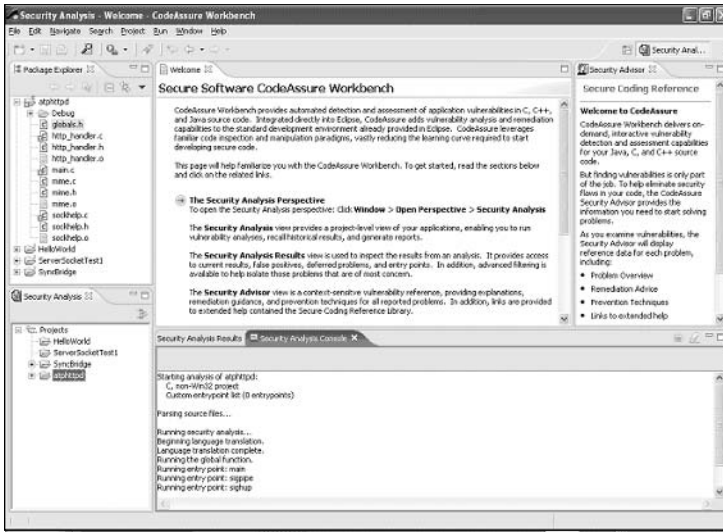 Security Analysis - Welcome - CodeAssure Workbench
File Edit Navigate Search Project Run Window Help
Security Anal...
Package Explorer
atphttpd
Debug
globals.h
http_handler.c
http_handler.h
http_handler.o
main.c
mime.c
mime.h
mime.o
sockhelp.c
sockhelp.h
sockhelp.o
HelloWorld
ServerSocketTest1
SyncBridge
Security Analysis
Projects
HelloWorld
ServerSocketTest1
SyncBridge
atphttpd
Welcome
Secure Software CodeAssure Workbench
CodeAssure Workbench provides automated detection and assessment of application vulnerabilities in C, C++,
and Java source code. Integrated directly into Eclipse, CodeAssure adds vulnerability analysis and remediation
capabilities to the standard development environment already provided in Eclipse. CodeAssure leverages
familiar code inspection and manipulation paradigms, vastly reducing the learning curve required to start
developing secure code.
This page will help familiarize you with the CodeAssure Workbench. To get started, read the sections below
and click on the related links.
The Security Analysis Perspective
To open the Security Analysis perspective: Click Window > Open Perspective > Security Analysis
The Security Analysis view provides a project-level view of your applications, enabling you to run
vulnerability analyses, recall historical results, and generate reports.
The Security Analysis Results view is used to inspect the results from an analysis. It provides access
to current results, false positives, deferred problems, and entry points. In addition, advanced filtering is
available to help isolate those problems that are of most concern.
The Security Advisor view is a context-sensitive vulnerability reference, providing explanations,
remediation guidance, and prevention techniques for all reported problems. In addition, links are provided
to extended help contained the Secure Coding Reference Library.
Security Advisor
Secure Coding Reference
Welcome to CodeAssure
CodeAssure Workbench delivers on-
demand, interactive vulnerability
detection and assessment capabilities
for your Java, C, and C++ source
code.
But finding vulnerabilities is only part
of the job. To help eliminate security
flaws in your code, the CodeAssure
Security Advisor provides the
information you need to start solving
problems.
As you examine vulnerabilities, the
Security Advisor will display
reference data for each problem,
including:
• Problem Overview
• Remediation Advice
• Prevention Techniques
• Links to extended help
Security Analysis Results Security Analysis Console
Starting analysis of atphttpd:
C, non-Win32 project
Custom entrypoint list (0 entrypoints)
Parsing source files...
Running security analysis...
Beginning language translation.
Language translation complete.
Running the global function.
Running entry point: main
Running entry point: sigpipe
Running entry point: sighup